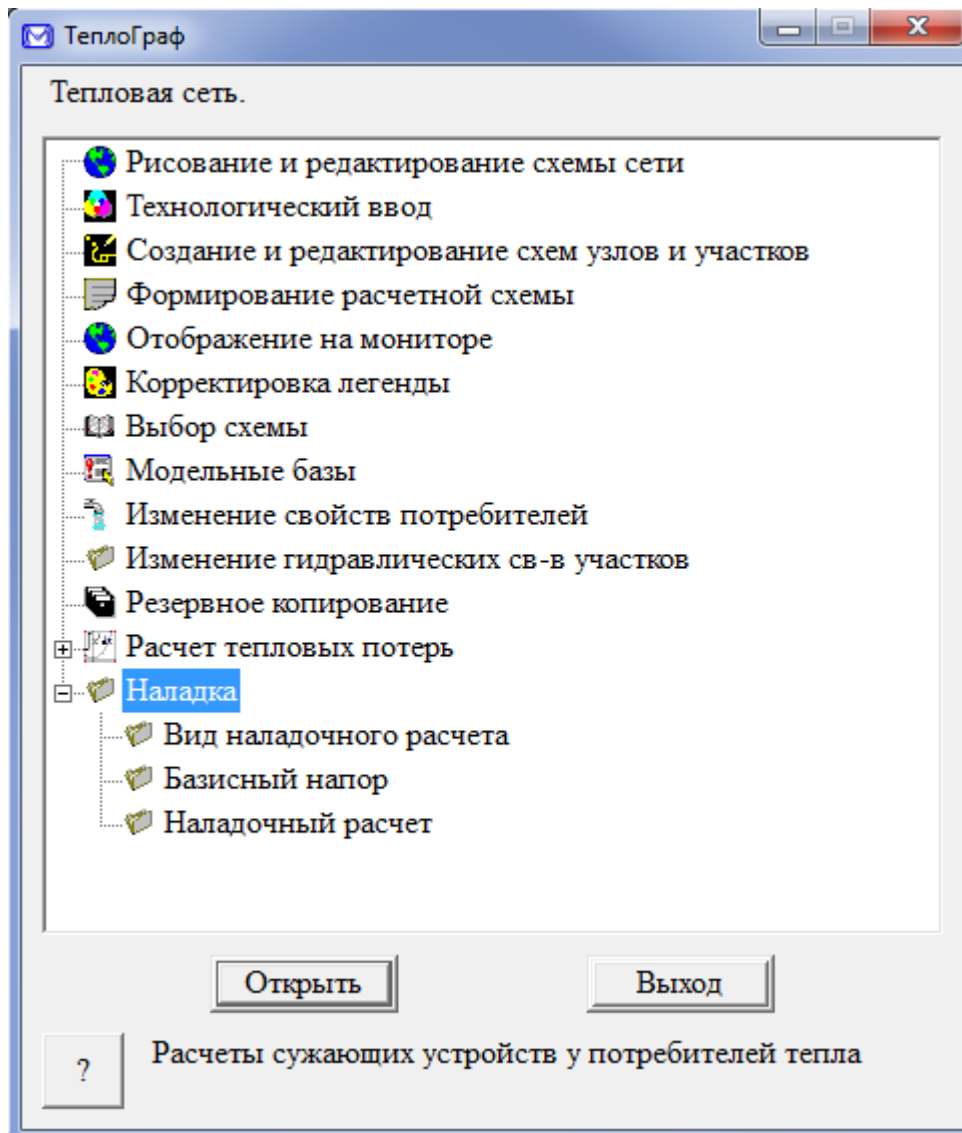 ТеплоГраф
Тепловая сеть.
Рисование и редактирование схемы сети
Технологический ввод
Создание и редактирование схем узлов и участков
Формирование расчетной схемы
Отображение на мониторе
Корректировка легенды
Выбор схемы
Модельные базы
Изменение свойств потребителей
Изменение гидравлических св-в участков
Резервное копирование
Расчет тепловых потерь
Наладка
Вид наладочного расчета
Базисный напор
Наладочный расчет
Открыть Выход
? Расчеты сужающих устройств у потребителей тепла